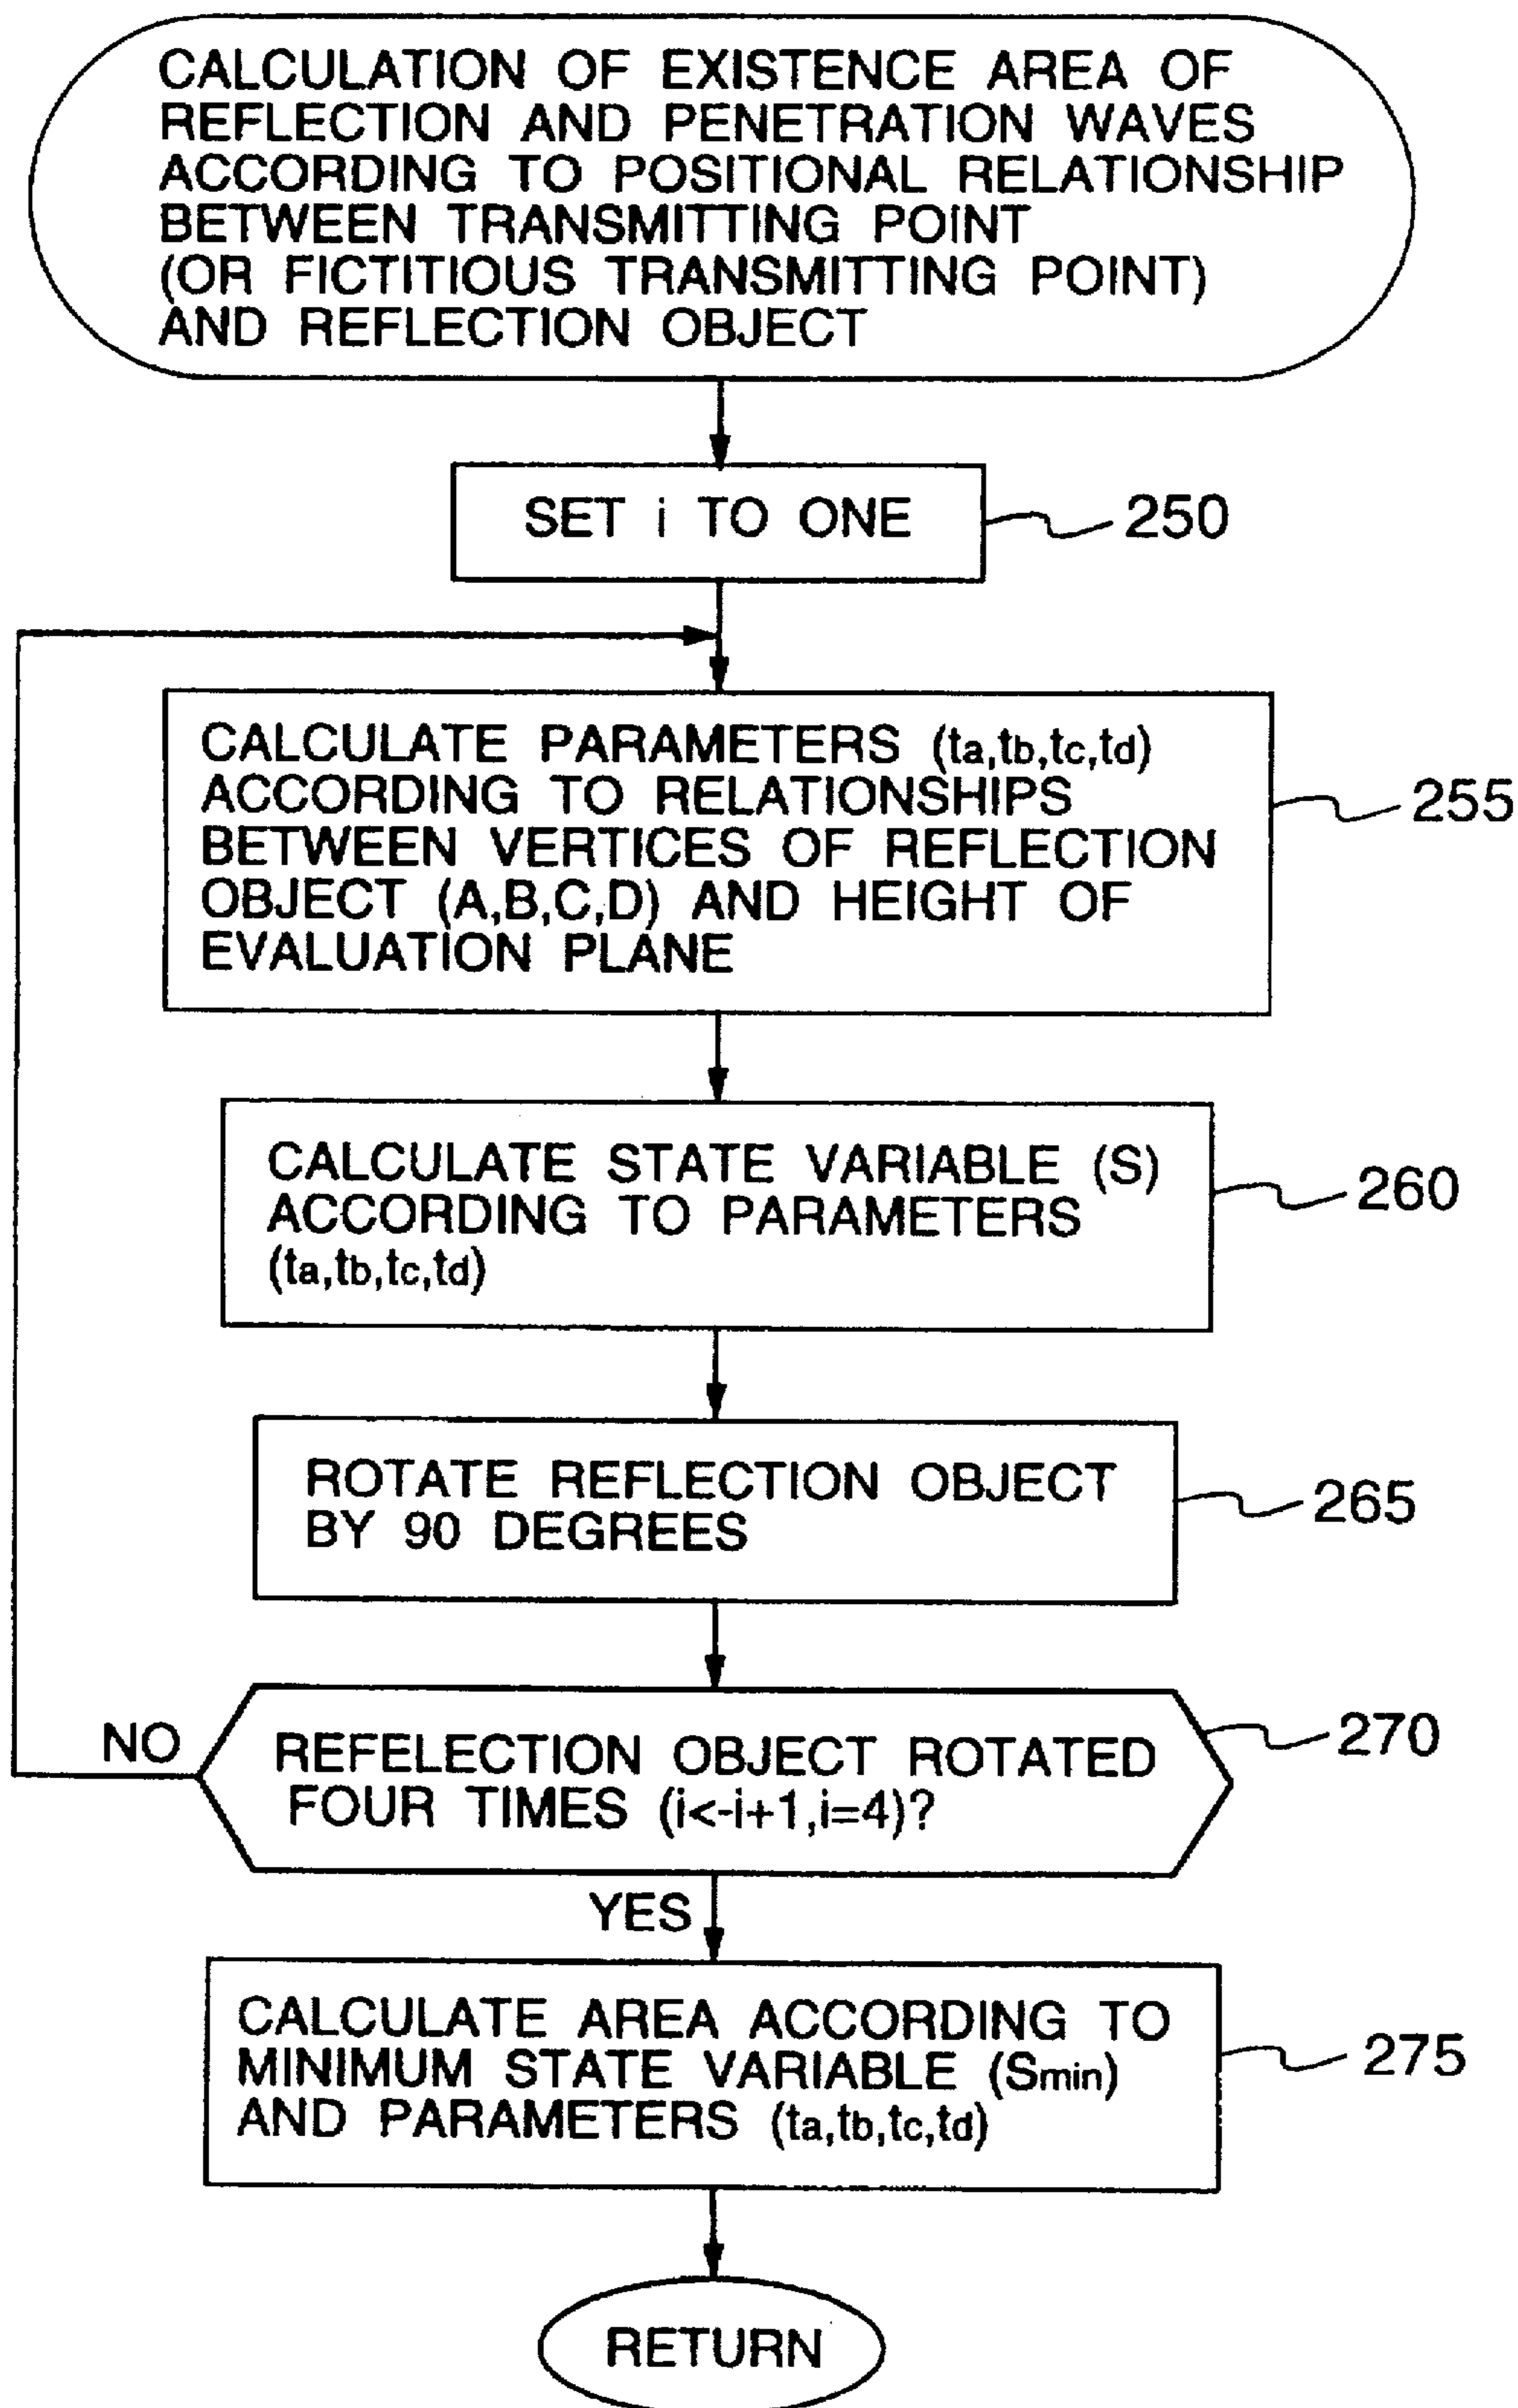 CALCULATION OF EXISTENCE AREA OF
REFLECTION AND PENETRATION WAVES
ACCORDING TO POSITIONAL RELATIONSHIP
BETWEEN TRANSMITTING POINT
(OR FICTITIOUS TRANSMITTING POINT)
AND REFLECTION OBJECT
SET i TO ONE
250
CALCULATE PARAMETERS (ta,tb,tc,td)
ACCORDING TO RELATIONSHIPS
BETWEEN VERTICES OF REFLECTION
OBJECT (A,B,C,D) AND HEIGHT OF
EVALUATION PLANE
255
CALCULATE STATE VARIABLE (S)
ACCORDING TO PARAMETERS
(ta,tb,tc,td)
260
ROTATE REFLECTION OBJECT
BY 90 DEGREES
265
NO
REFELECTION OBJECT ROTATED
FOUR TIMES (i<-i+1,i=4)?
270
YES
CALCULATE AREA ACCORDING TO
MINIMUM STATE VARIABLE (Smin)
AND PARAMETERS (ta,tb,tc,td)
275
RETURN